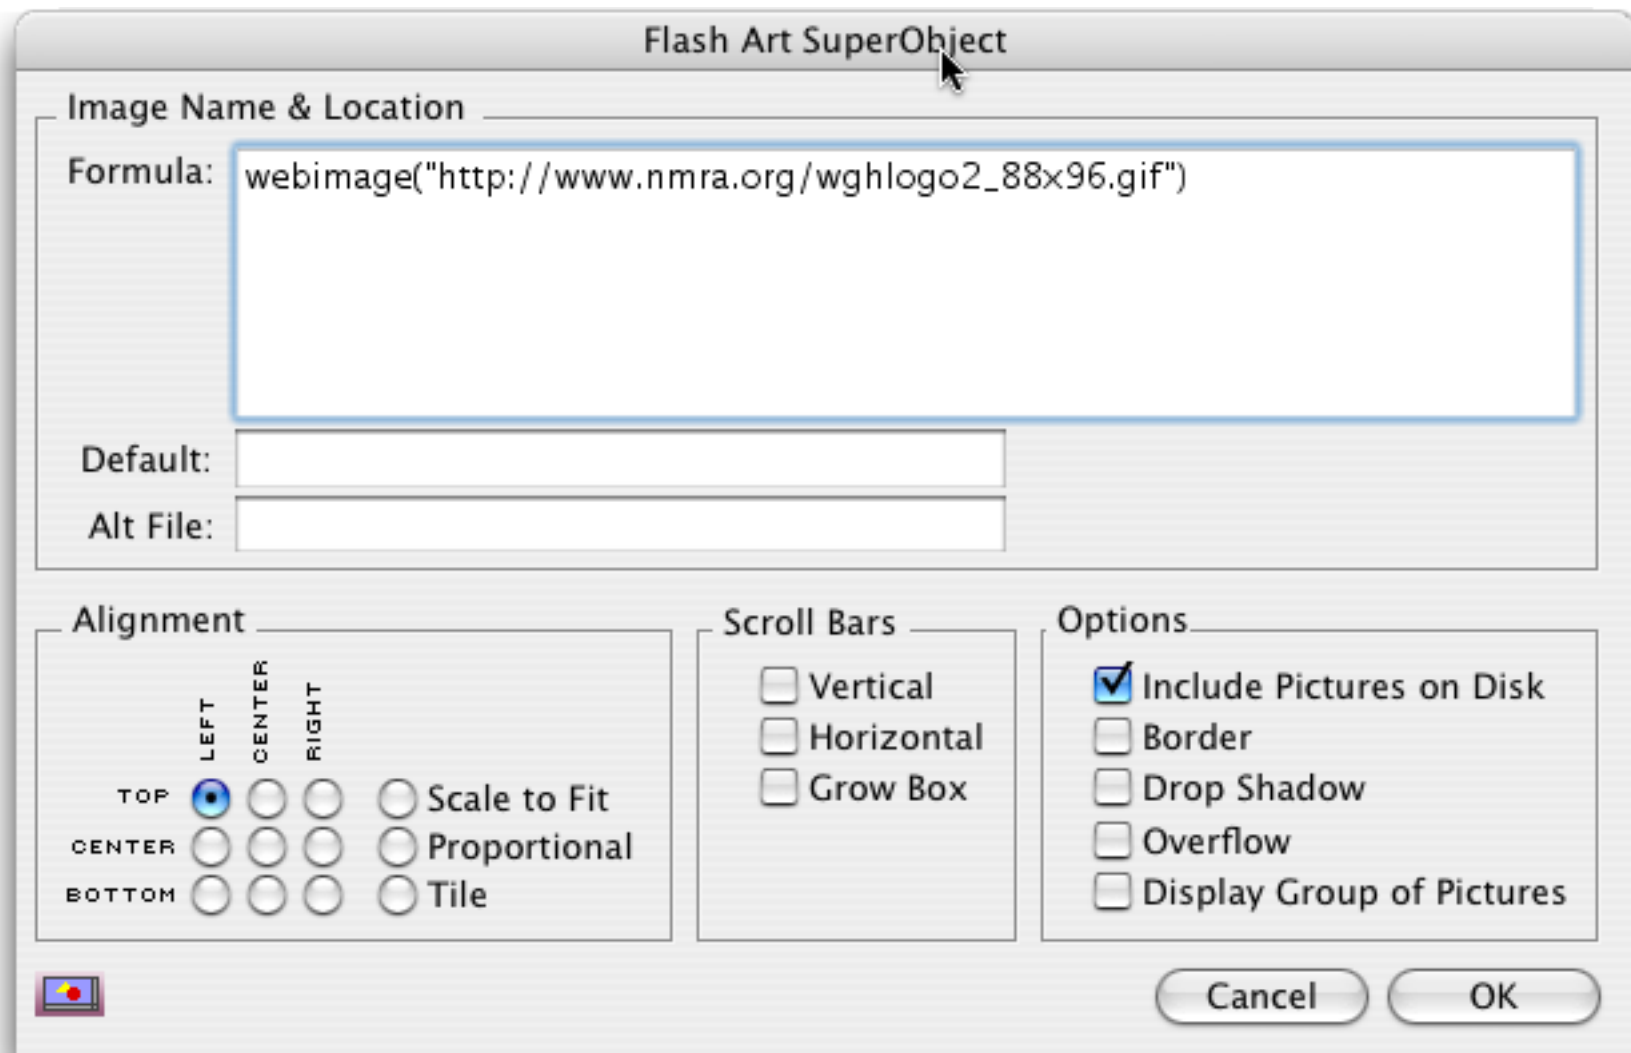 Flash Art SuperObject
Image Name & Location
Formula:
webimage("http://www.nmra.org/wghlogo2_88x96.gif")
Default:
Alt File:
Alignment
LEFT CENTER RIGHT
TOP
CENTER
BOTTOM
Scale to Fit
Proportional
Tile
Scroll Bars
Vertical
Horizontal
Grow Box
Options
Include Pictures on Disk
Border
Drop Shadow
Overflow
Display Group of Pictures
Cancel
OK